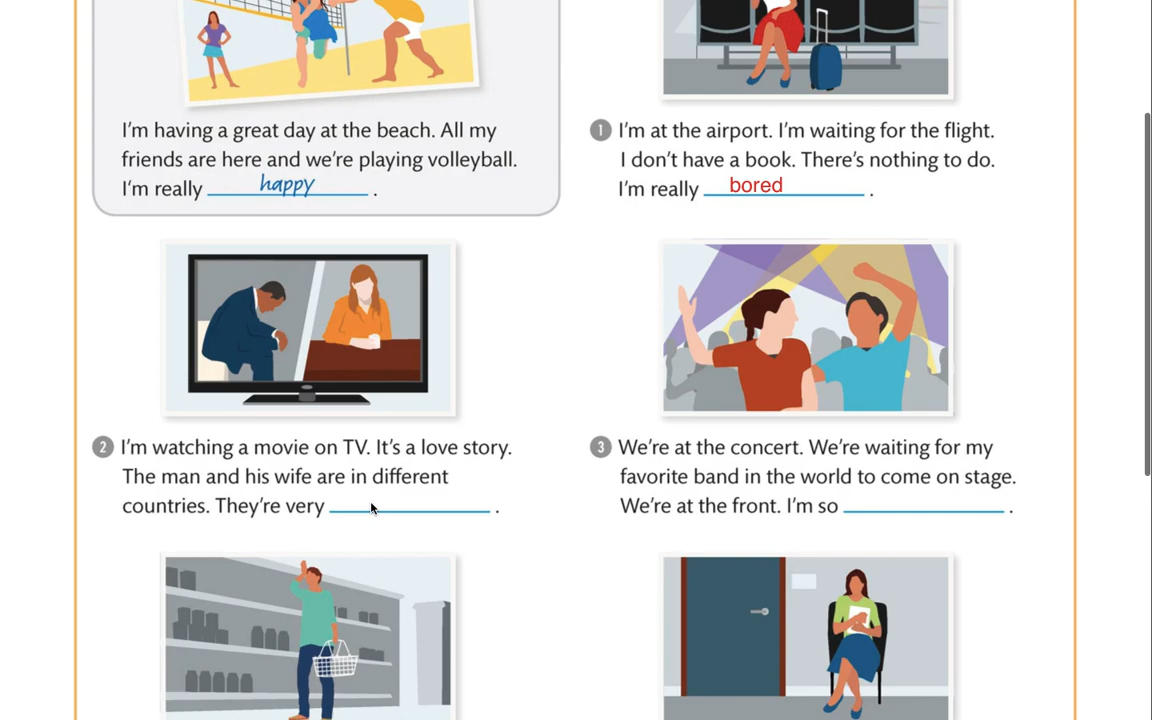 I'm having a great day at the beach. All my
friends are here and we're playing volleyball.
I'm really happy .
1 I'm at the airport. I'm waiting for the flight.
I don't have a book. There's nothing to do.
I'm really bored .
2 I'm watching a movie on TV. It's a love story.
The man and his wife are in different
countries. They're very .
3 We're at the concert. We're waiting for my
favorite band in the world to come on stage.
We're at the front. I'm so .